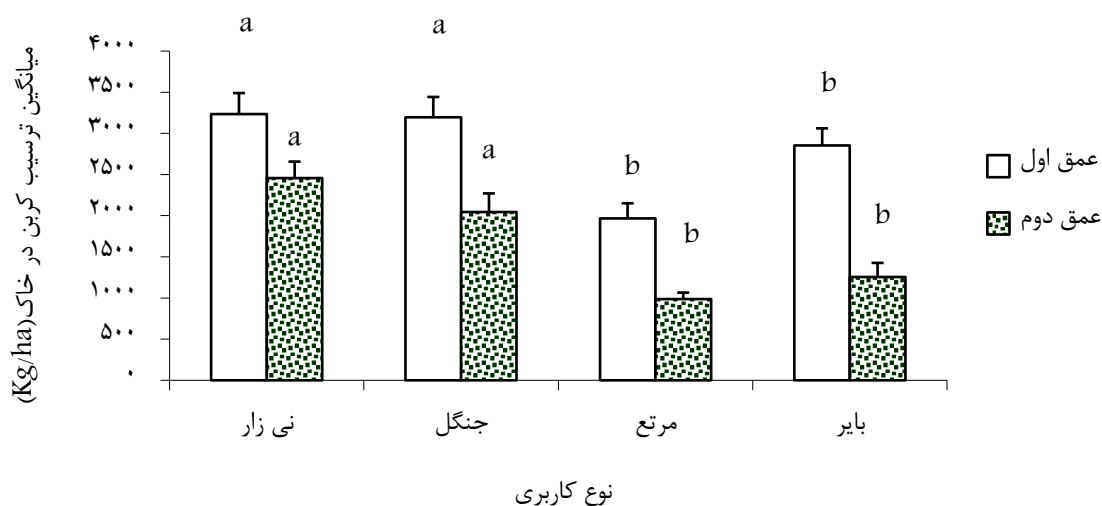 میانگین ترسیب کربن در خاک(Kg/ha)
۴۰۰۰
۳۵۰۰
۳۰۰۰
۲۵۰۰
۲۰۰۰
۱۵۰۰
۱۰۰۰
۵۰۰
۰
a
a
a
a
b
b
b
b
عمق اول
عمق دوم
نی زار
جنگل
مرتع
بایر
نوع کاربری